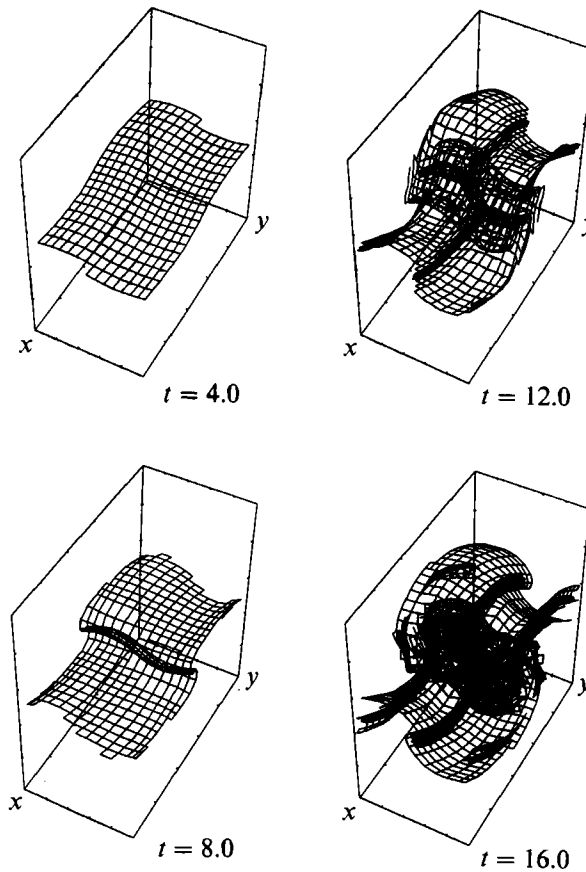 y
x
t = 4.0
x
t = 12.0
y
x
t = 8.0
y
x
t = 16.0